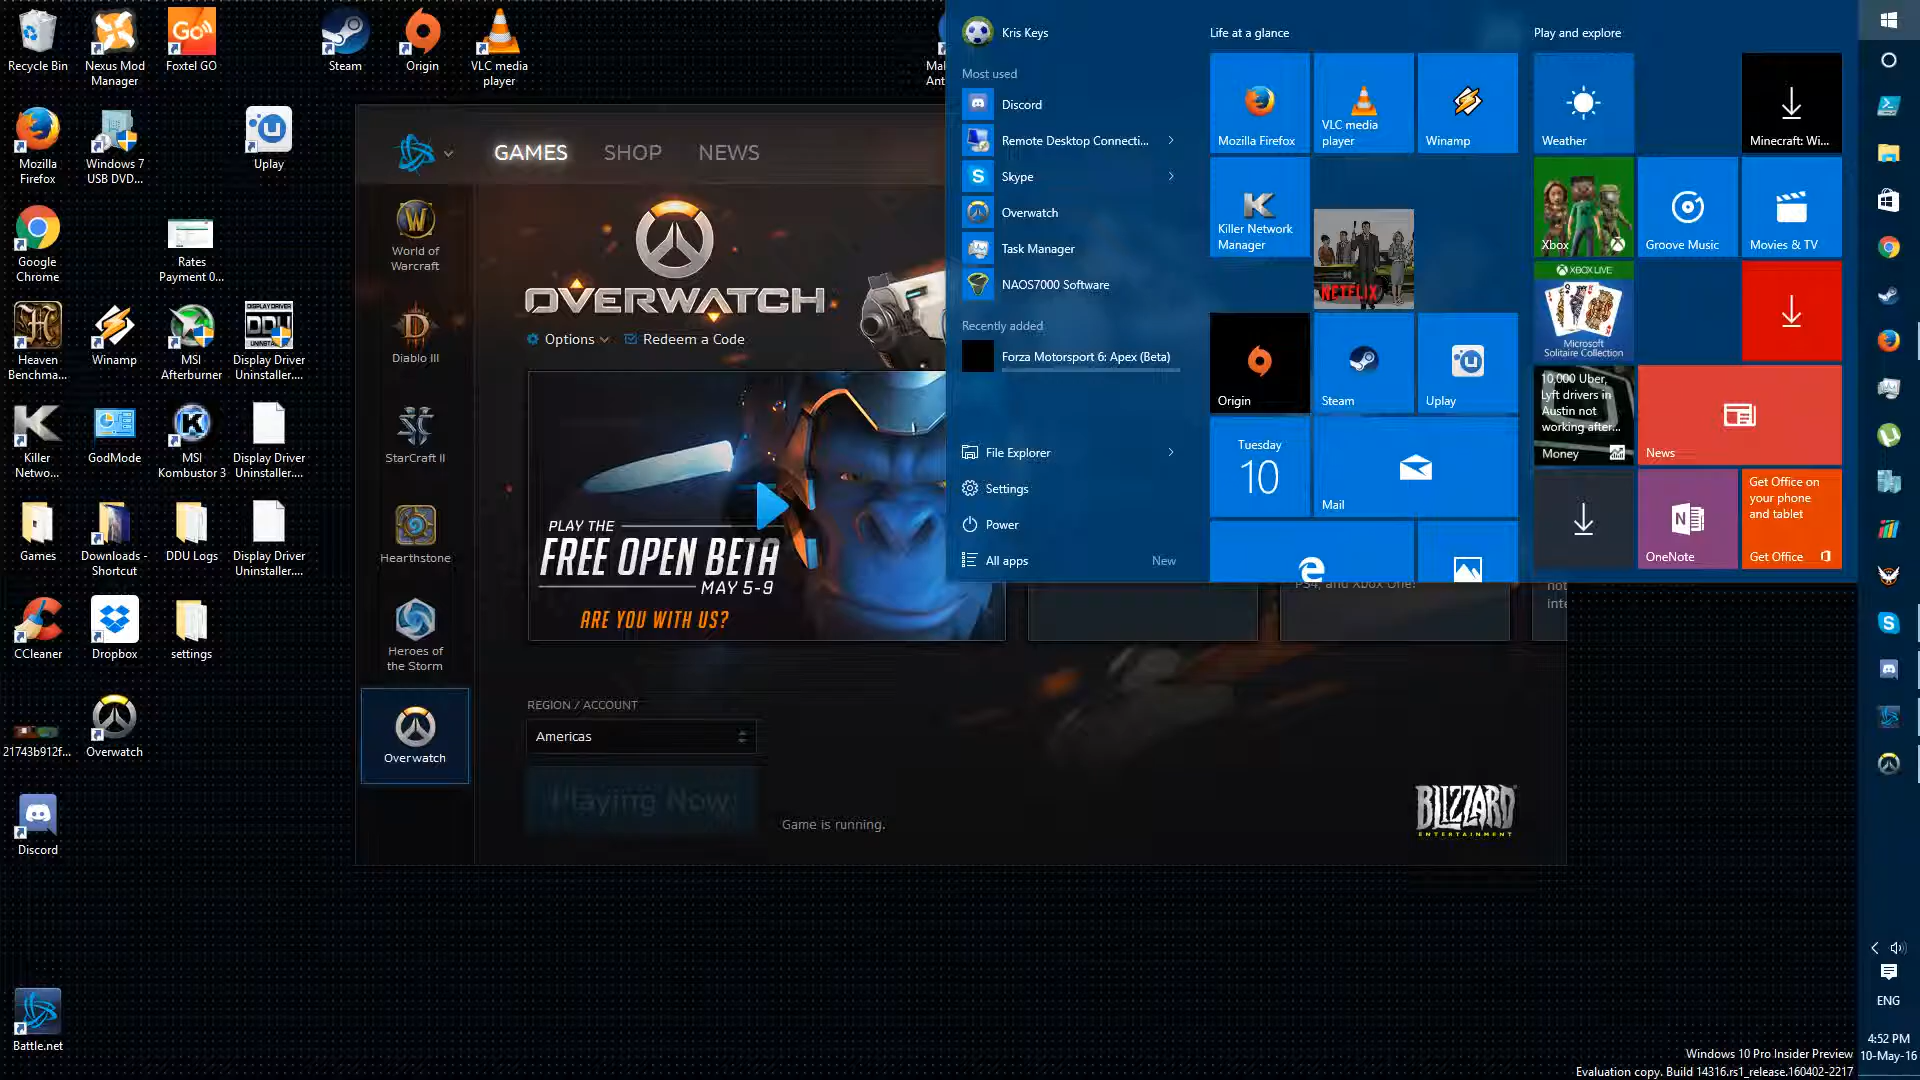 Recycle Bin
Nexus Mod
Manager
Foxtel GO
Steam
Origin
VLC media
player
Mozilla
Firefox
Windows 7
USB DVD...
Uplay
Google
Chrome
Rates
Payment 0...
Heaven
Benchma...
Winamp
MSI
Afterburner
Display Driver
Uninstaller....
Killer
Netwo...
GodMode
MSI
Kombustor 3
Display Driver
Uninstaller....
Games
Downloads -
Shortcut
DDU Logs
Display Driver
Uninstaller....
CCleaner
Dropbox
settings
21743b912f...
Overwatch
Discord
Battle.net
GAMES
SHOP
NEWS
World of
Warcraft
Diablo III
StarCraft II
Hearthstone
Heroes of
the Storm
Overwatch
OVERWATCH
Options
Redeem a Code
PLAY THE
FREE OPEN BETA
MAY 5-9
ARE YOU WITH US?
REGION / ACCOUNT
Americas
Playing Now
Game is running.
BLIZZARD
ENTERTAINMENT
PS4, and Xbox One!
not
inte
Kris Keys
Most used
Discord
Remote Desktop Connecti...
Skype
Overwatch
Task Manager
NAOS7000 Software
Recently added
Forza Motorsport 6: Apex (Beta)
File Explorer
Settings
Power
All apps
New
Life at a glance
Mozilla Firefox
VLC media
player
Winamp
Killer Network
Manager
NETFLIX
Origin
Steam
Uplay
Tuesday
10
Mail
Play and explore
Weather
Minecraft: Wi...
Xbox
Groove Music
Movies & TV
XBOX LIVE
Microsoft
Solitaire Collection
10,000 Uber,
Lyft drivers in
Austin not
working after...
Money
News
OneNote
Get Office on
your phone
and tablet
Get Office
ENG
4:52 PM
10-May-16
Windows 10 Pro Insider Preview
Evaluation copy. Build 14316.rs1_release.160402-2217